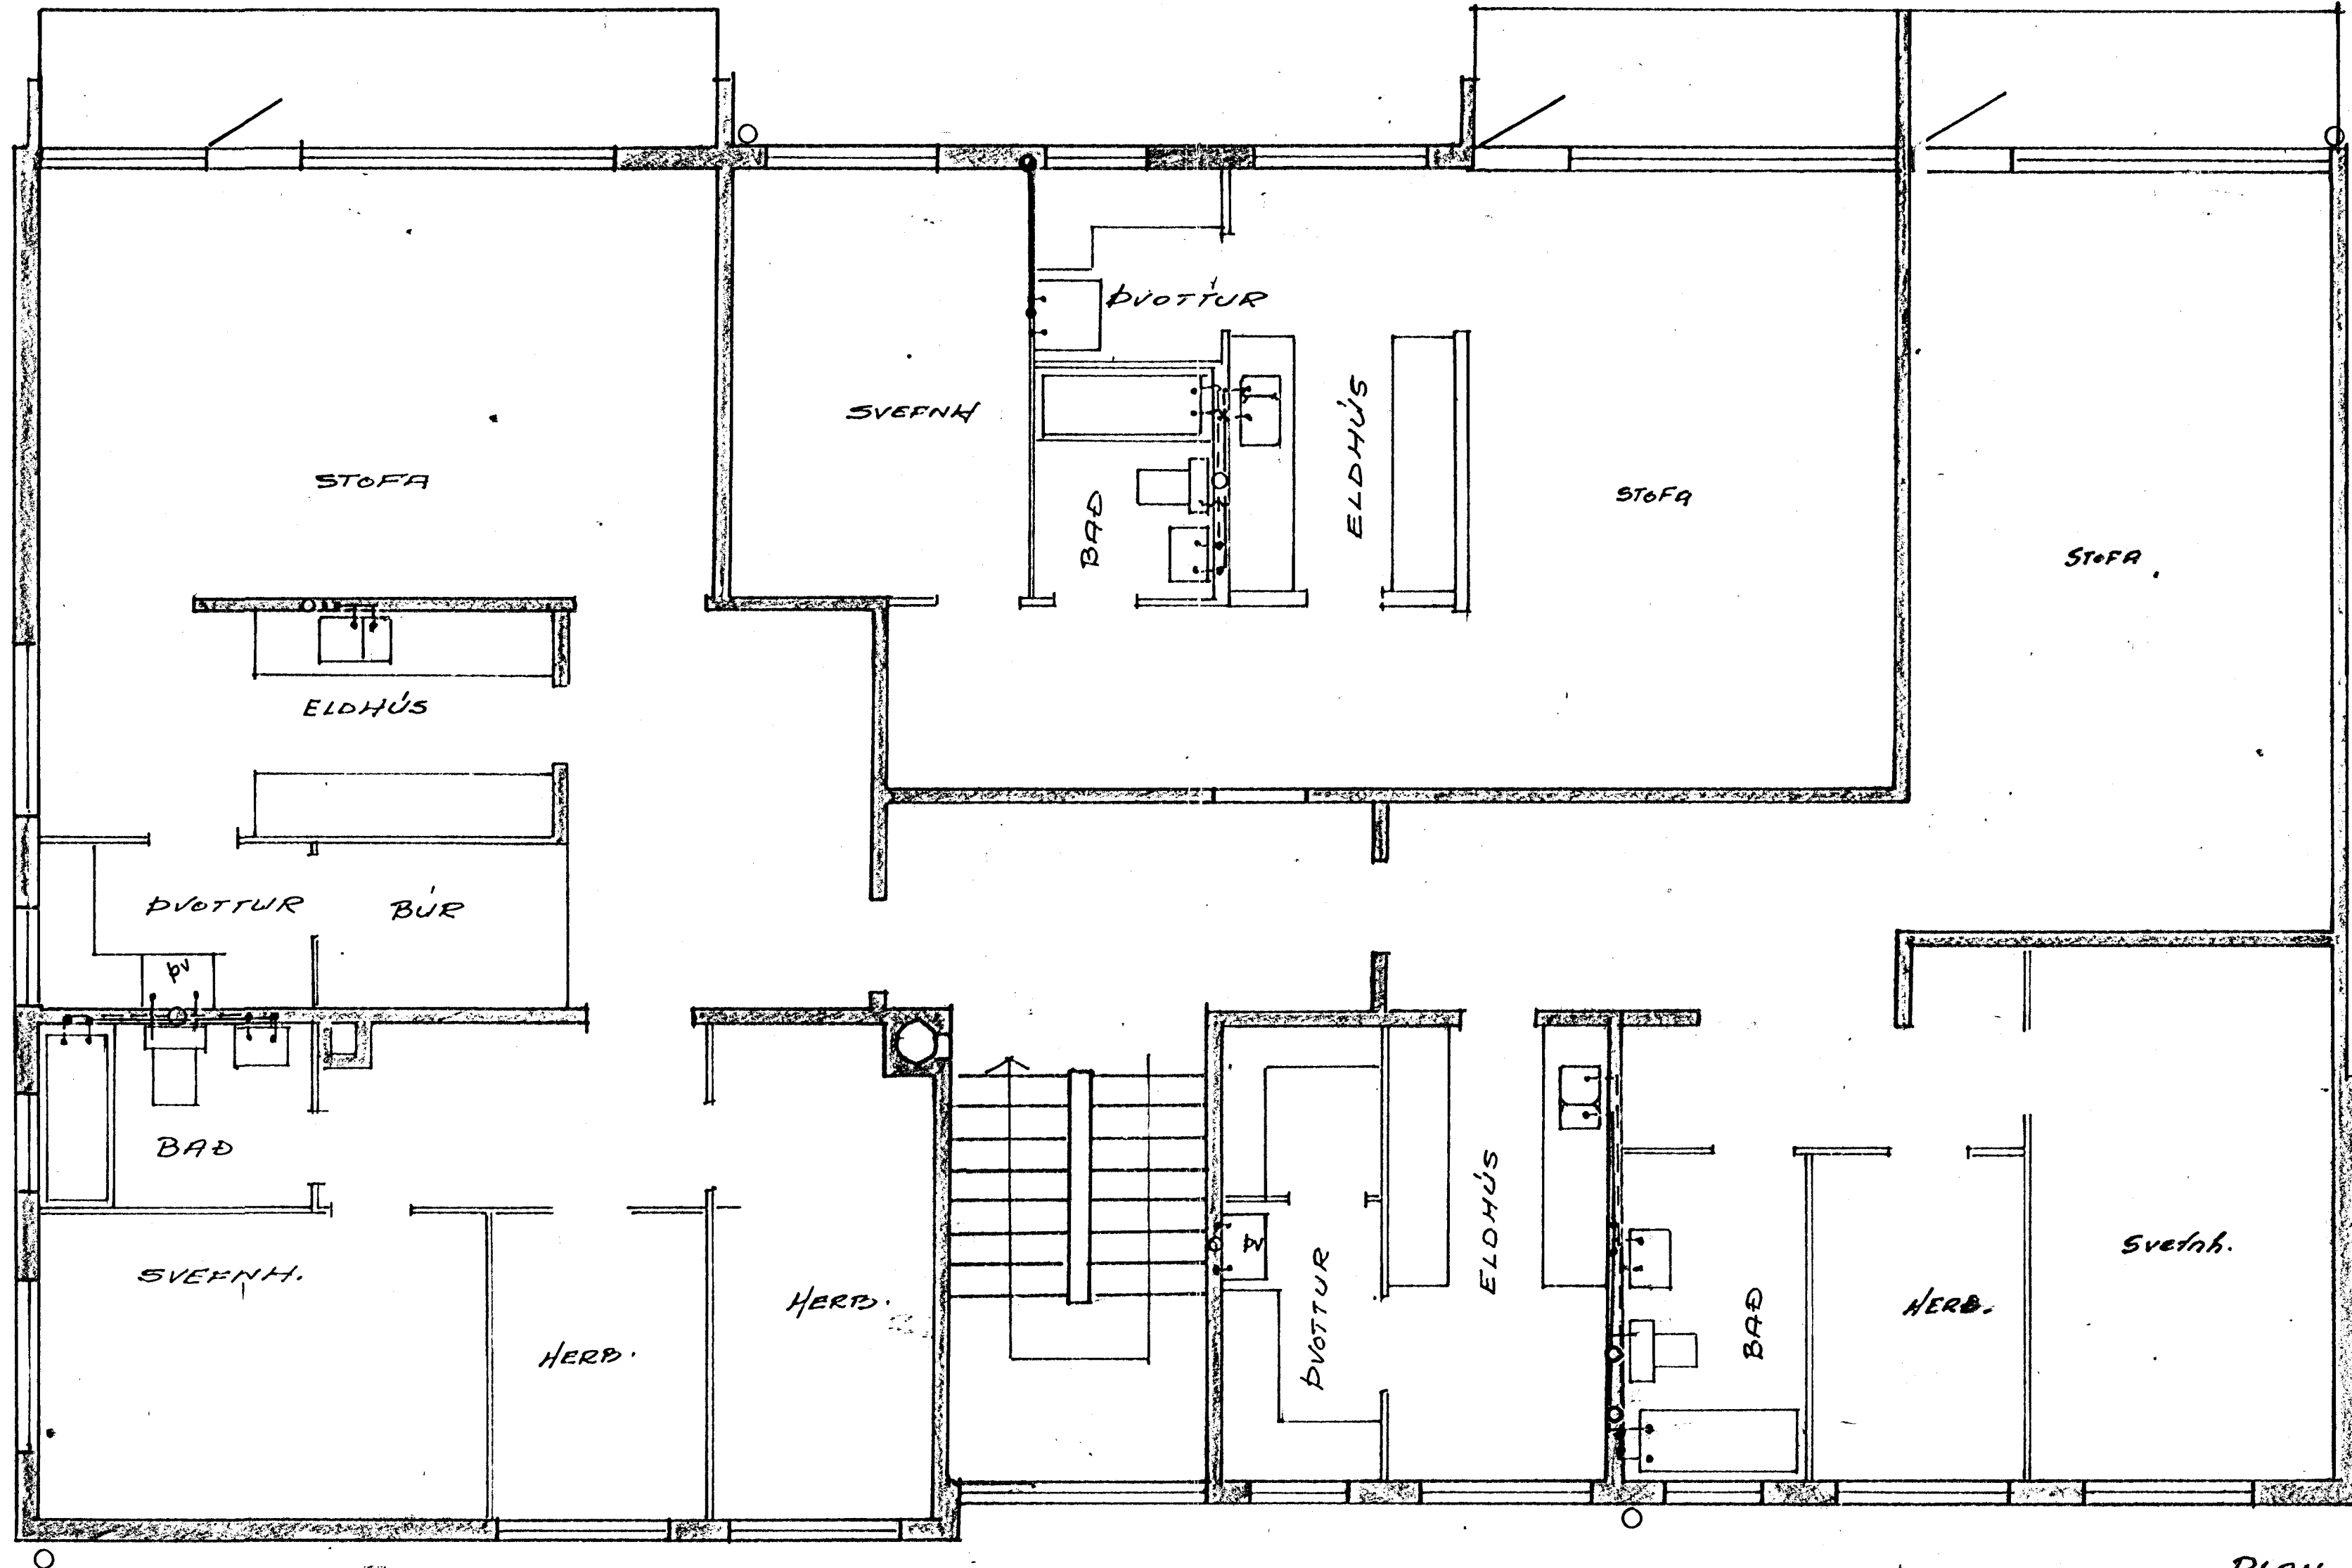 ÞVOTTUR
SVEFNH
ELDHÚS
STOFA
STOFA
BAÐ
STOFA
ELDHÚS
ÞVOTTUR
BÚR
ÞV
BAÐ
ELDHÚS
ÞV
Svefnh.
SVEFNH.
HERB.
HERB.
ÞVOTTUR
BAÐ
HERB.